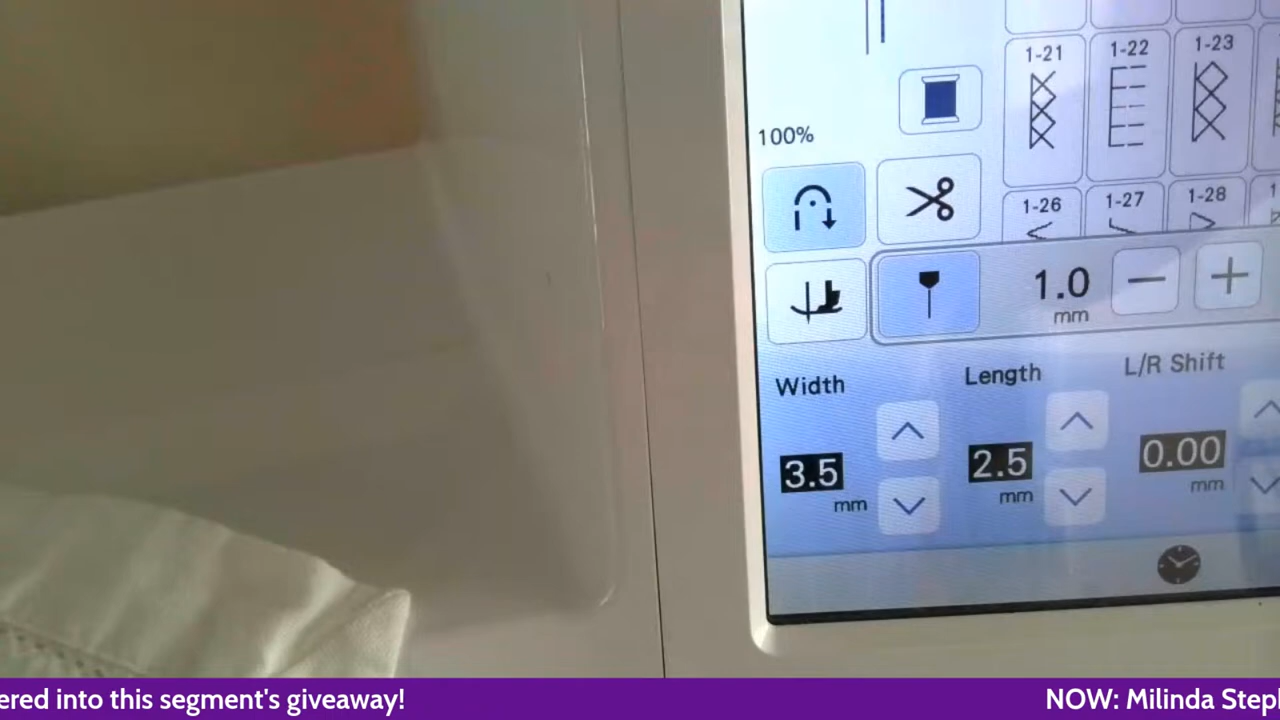 1-21
1-22
1-23
100%
1-26
1-27
1-28
1.0
mm
Width
Length
L/R Shift
3.5
mm
2.5
mm
0.00
mm
ered into this segment's giveaway!
NOW: Milinda Step